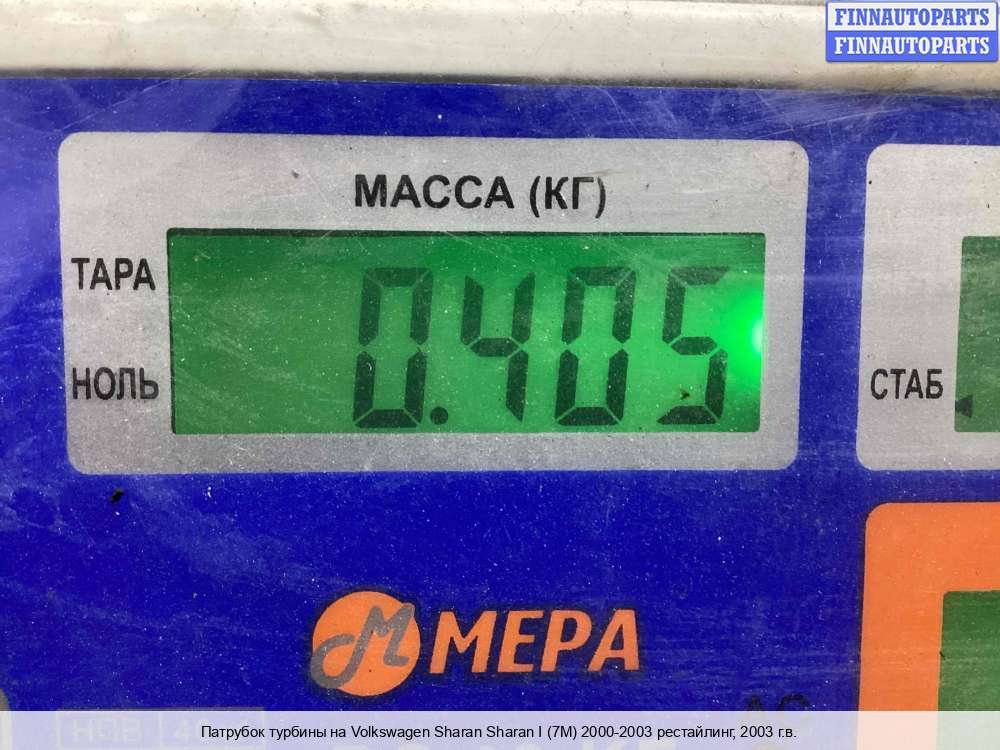 FINNAUTOPARTS
FINNAUTOPARTS
МАССА (КГ)
ТАРА
0.405
НОЛЬ
СТАБ
МЕРА
Патрубок турбины на Volkswagen Sharan Sharan I (7M) 2000-2003 рестайлинг, 2003 г.в.